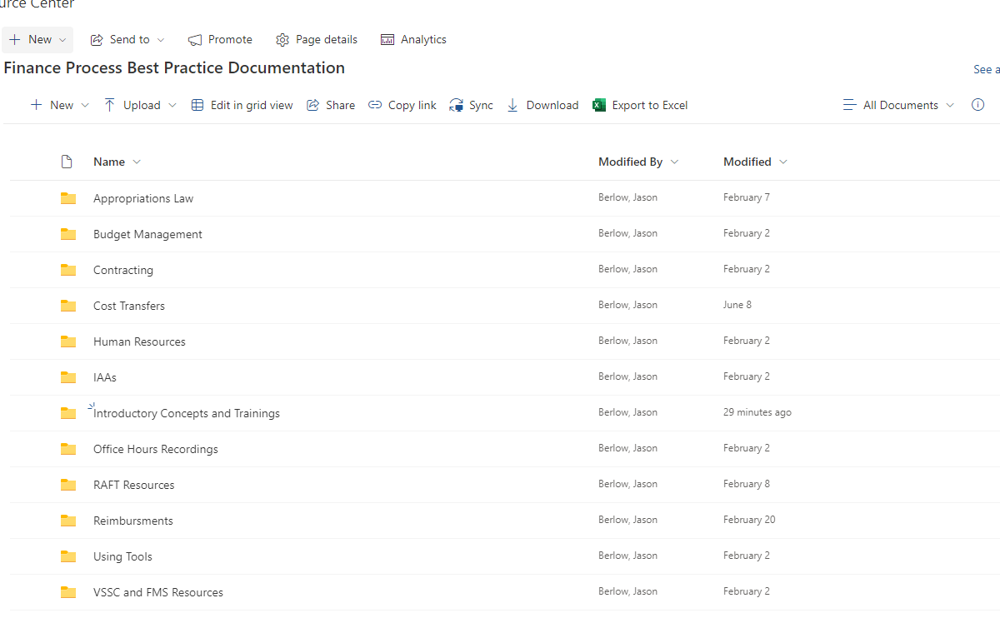 urce Center
New Send to Promote Page details Analytics
Finance Process Best Practice Documentation
See a
New Upload Edit in grid view Share Copy link Sync Download Export to Excel All Documents
Name Modified By Modified
Appropriations Law Berlow, Jason February 7
Budget Management Berlow, Jason February 2
Contracting Berlow, Jason February 2
Cost Transfers Berlow, Jason June 8
Human Resources Berlow, Jason February 2
IAAs Berlow, Jason February 2
Introductory Concepts and Trainings Berlow, Jason 29 minutes ago
Office Hours Recordings Berlow, Jason February 2
RAFT Resources Berlow, Jason February 8
Reimbursments Berlow, Jason February 20
Using Tools Berlow, Jason February 2
VSSC and FMS Resources Berlow, Jason February 2